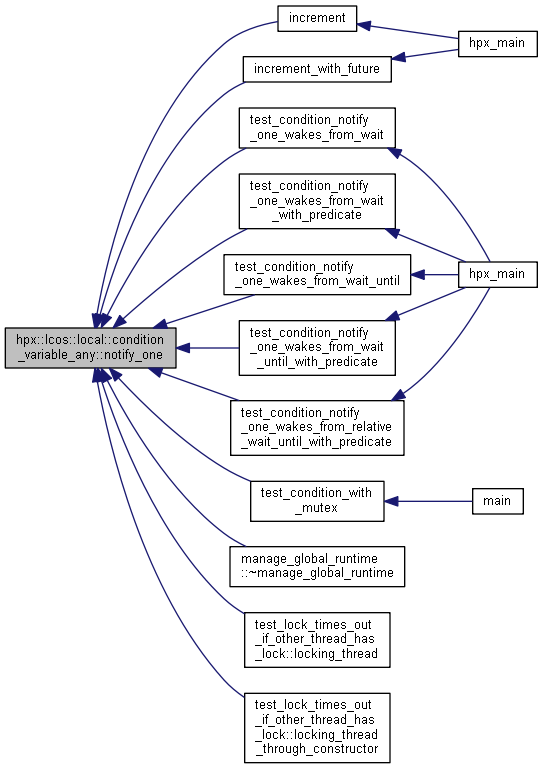 increment
hpx_main
increment_with_future
test_condition_notify
_one_wakes_from_wait
test_condition_notify
_one_wakes_from_wait
_with_predicate
test_condition_notify
_one_wakes_from_wait_until
hpx_main
hpx::lcos::local::condition
_variable_any::notify_one
test_condition_notify
_one_wakes_from_wait
_until_with_predicate
test_condition_notify
_one_wakes_from_relative
_wait_until_with_predicate
test_condition_with
_mutex
main
manage_global_runtime
::~manage_global_runtime
test_lock_times_out
_if_other_thread_has
_lock::locking_thread
test_lock_times_out
_if_other_thread_has
_lock::locking_thread
_through_constructor